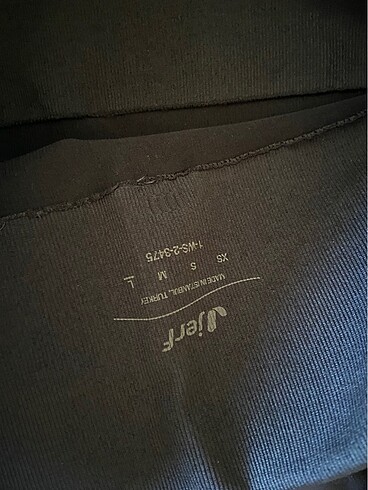 jerf
MADE IN ISTANBUL, TURKEY
XS S M L
1-WS-2-3475